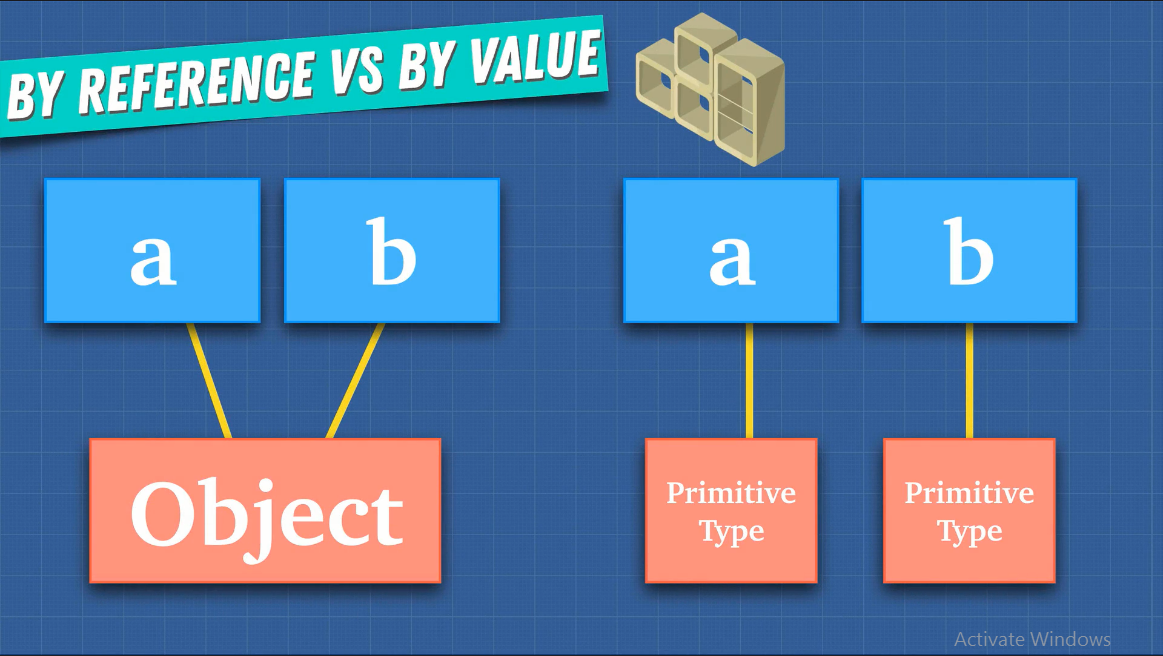 BY REFERENCE VS BY VALUE
a
b
a
b
Object
Primitive
Type
Primitive
Type
Activate Windows